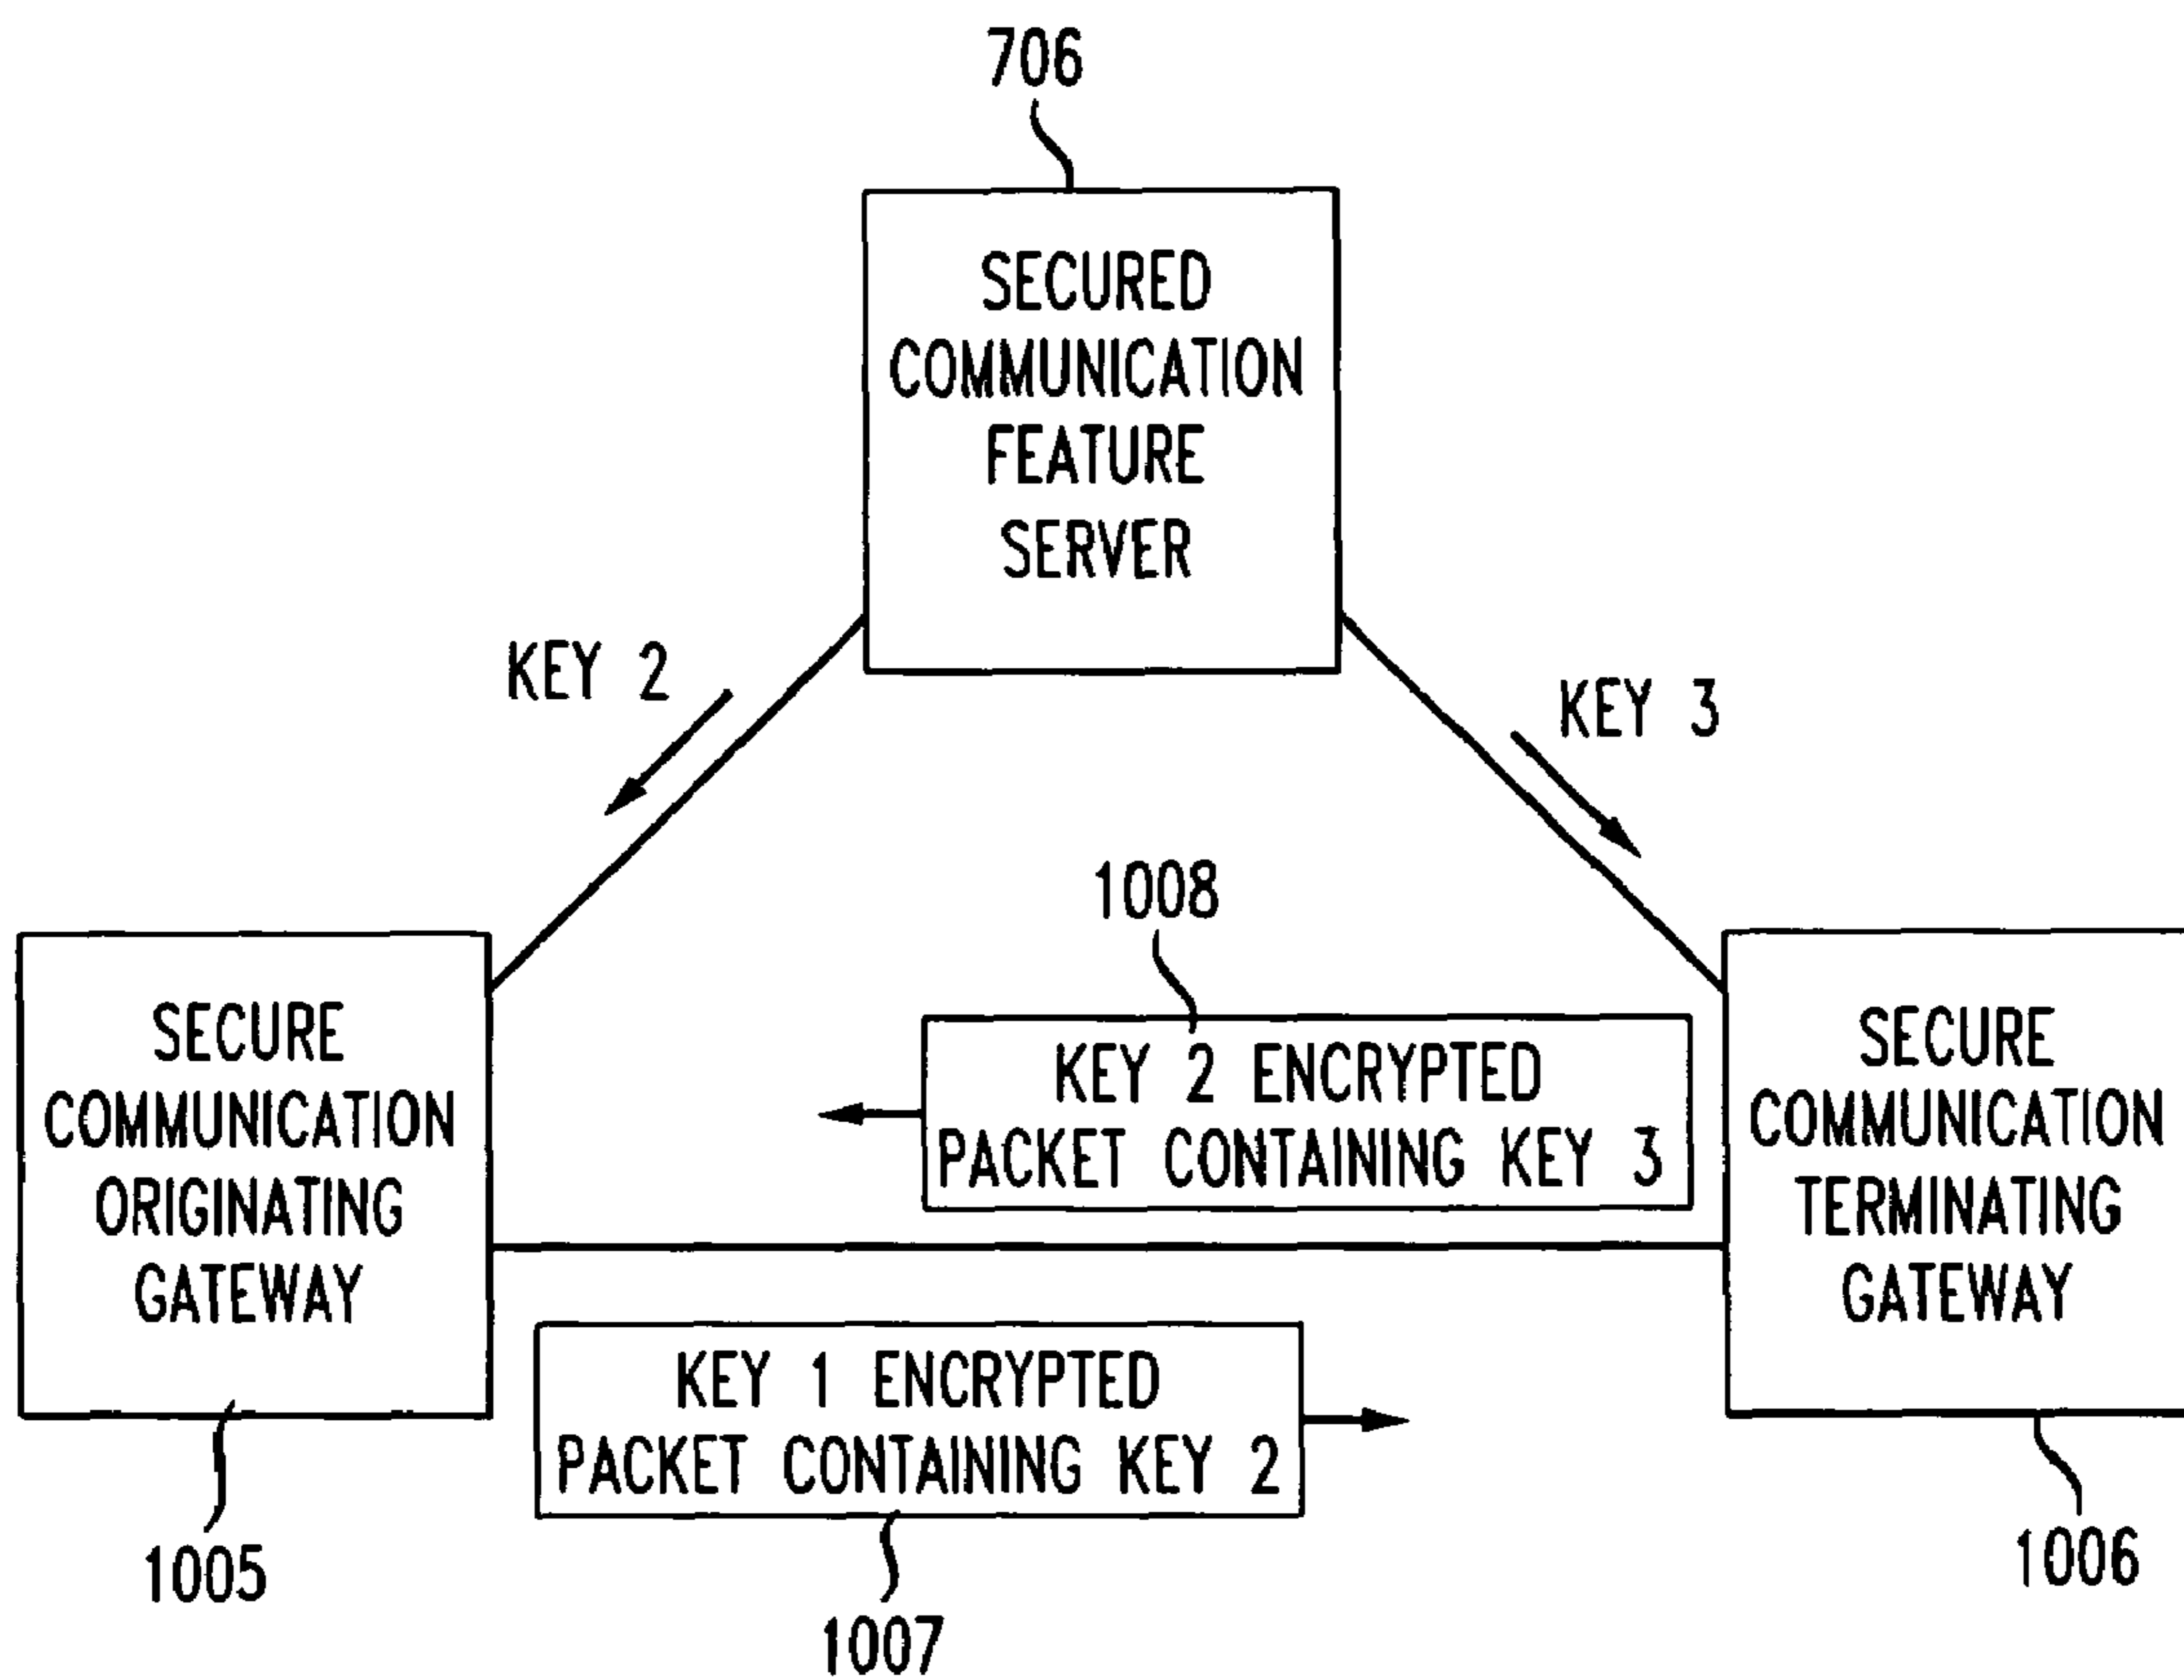 706
SECURED
COMMUNICATION
FEATURE
SERVER
KEY 2
KEY 3
1008
SECURE
COMMUNICATION
ORIGINATING
GATEWAY
KEY 2 ENCRYPTED
PACKET CONTAINING KEY 3
SECURE
COMMUNICATION
TERMINATING
GATEWAY
KEY 1 ENCRYPTED
PACKET CONTAINING KEY 2
1005
1007
1006